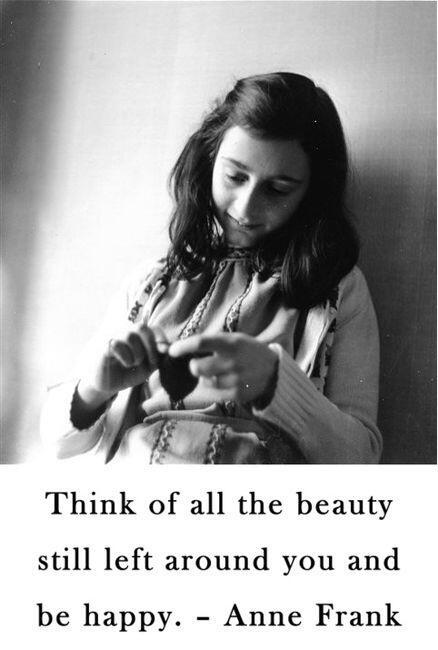 Think of all the beauty
still left around you and
be happy. – Anne Frank